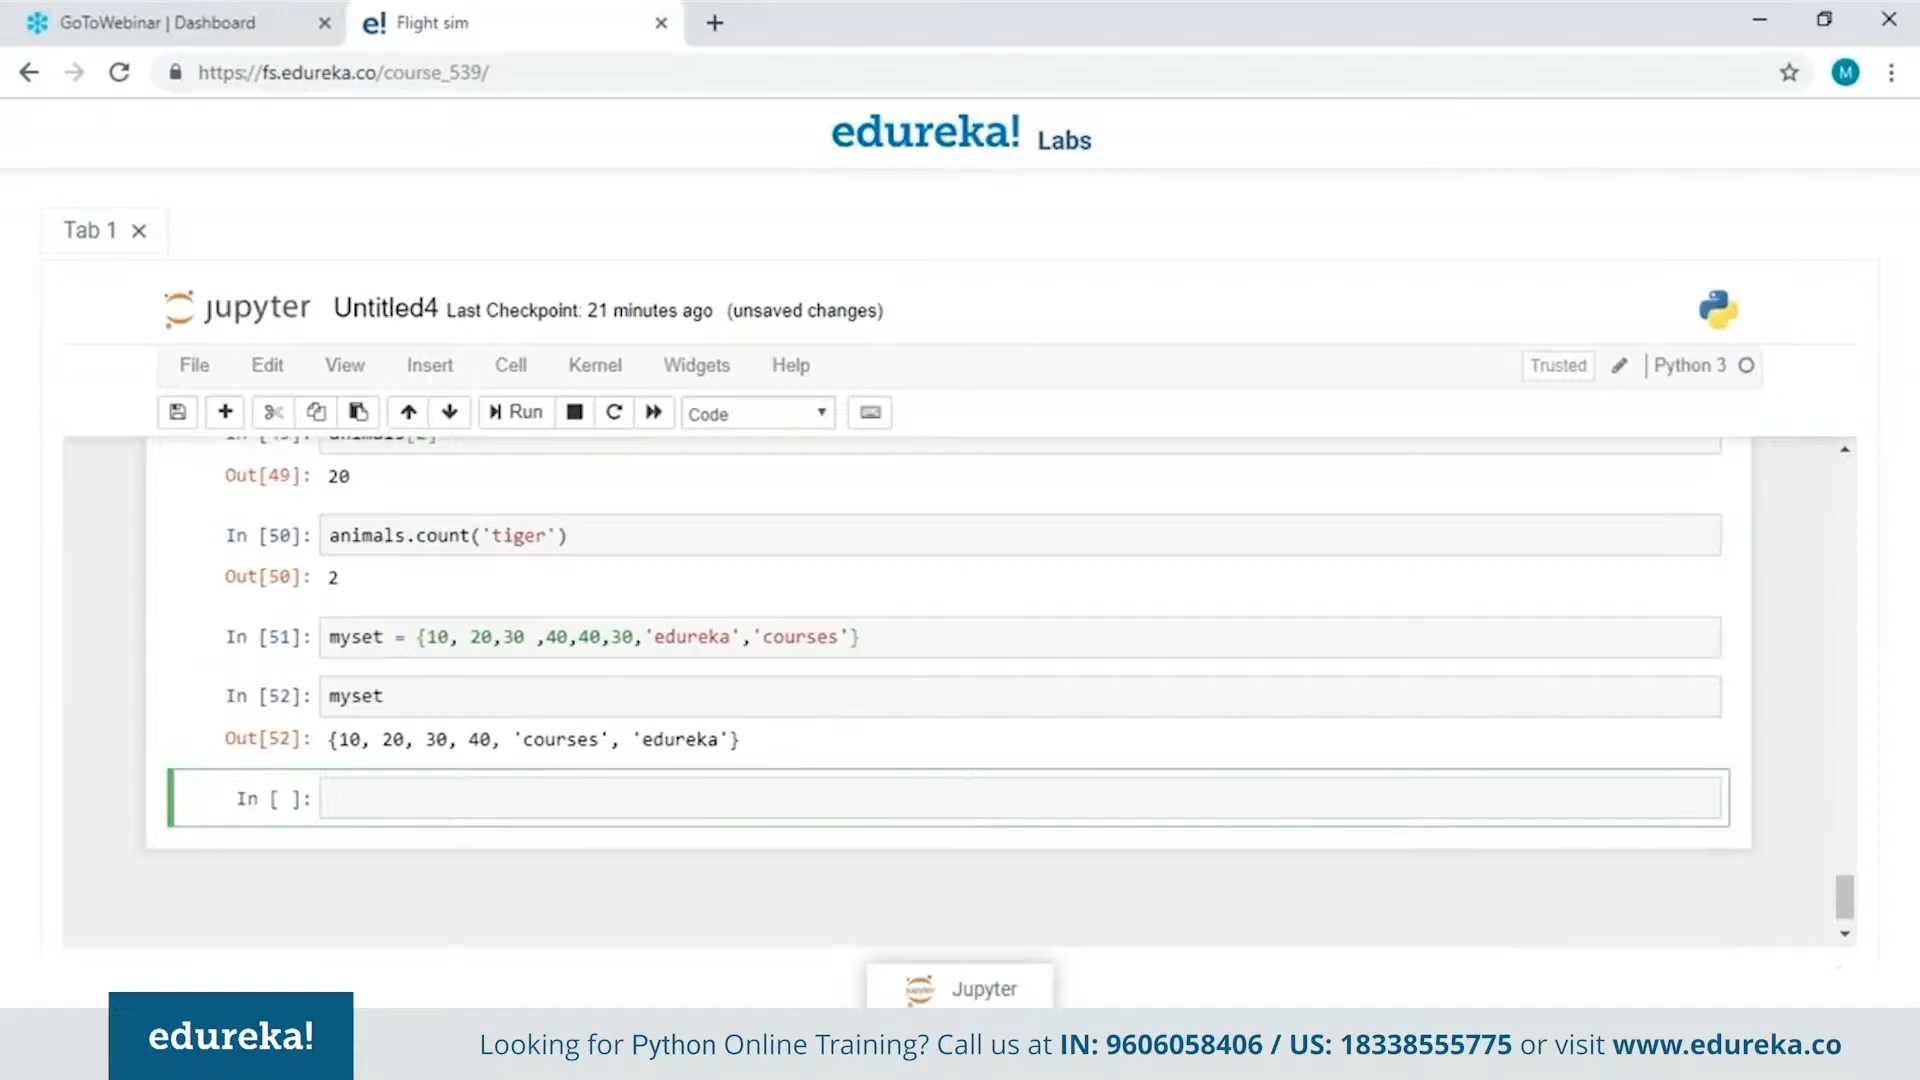 GoToWebinar | Dashboard
e! Flight sim
https://fs.edureka.co/course_539/
M
edureka! Labs
Tab 1
jupyter Untitled4 Last Checkpoint: 21 minutes ago (unsaved changes)
File Edit View Insert Cell Kernel Widgets Help Trusted Python 3
Run Code
In [49]: animals[2]
Out[49]: 20
In [50]: animals.count('tiger')
Out[50]: 2
In [51]: myset = {10, 20,30 ,40,40,30,'edureka','courses'}
In [52]: myset
Out[52]: {10, 20, 30, 40, 'courses', 'edureka'}
In [ ]:
Jupyter
edureka! Looking for Python Online Training? Call us at IN: 9606058406 / US: 18338555775 or visit www.edureka.co